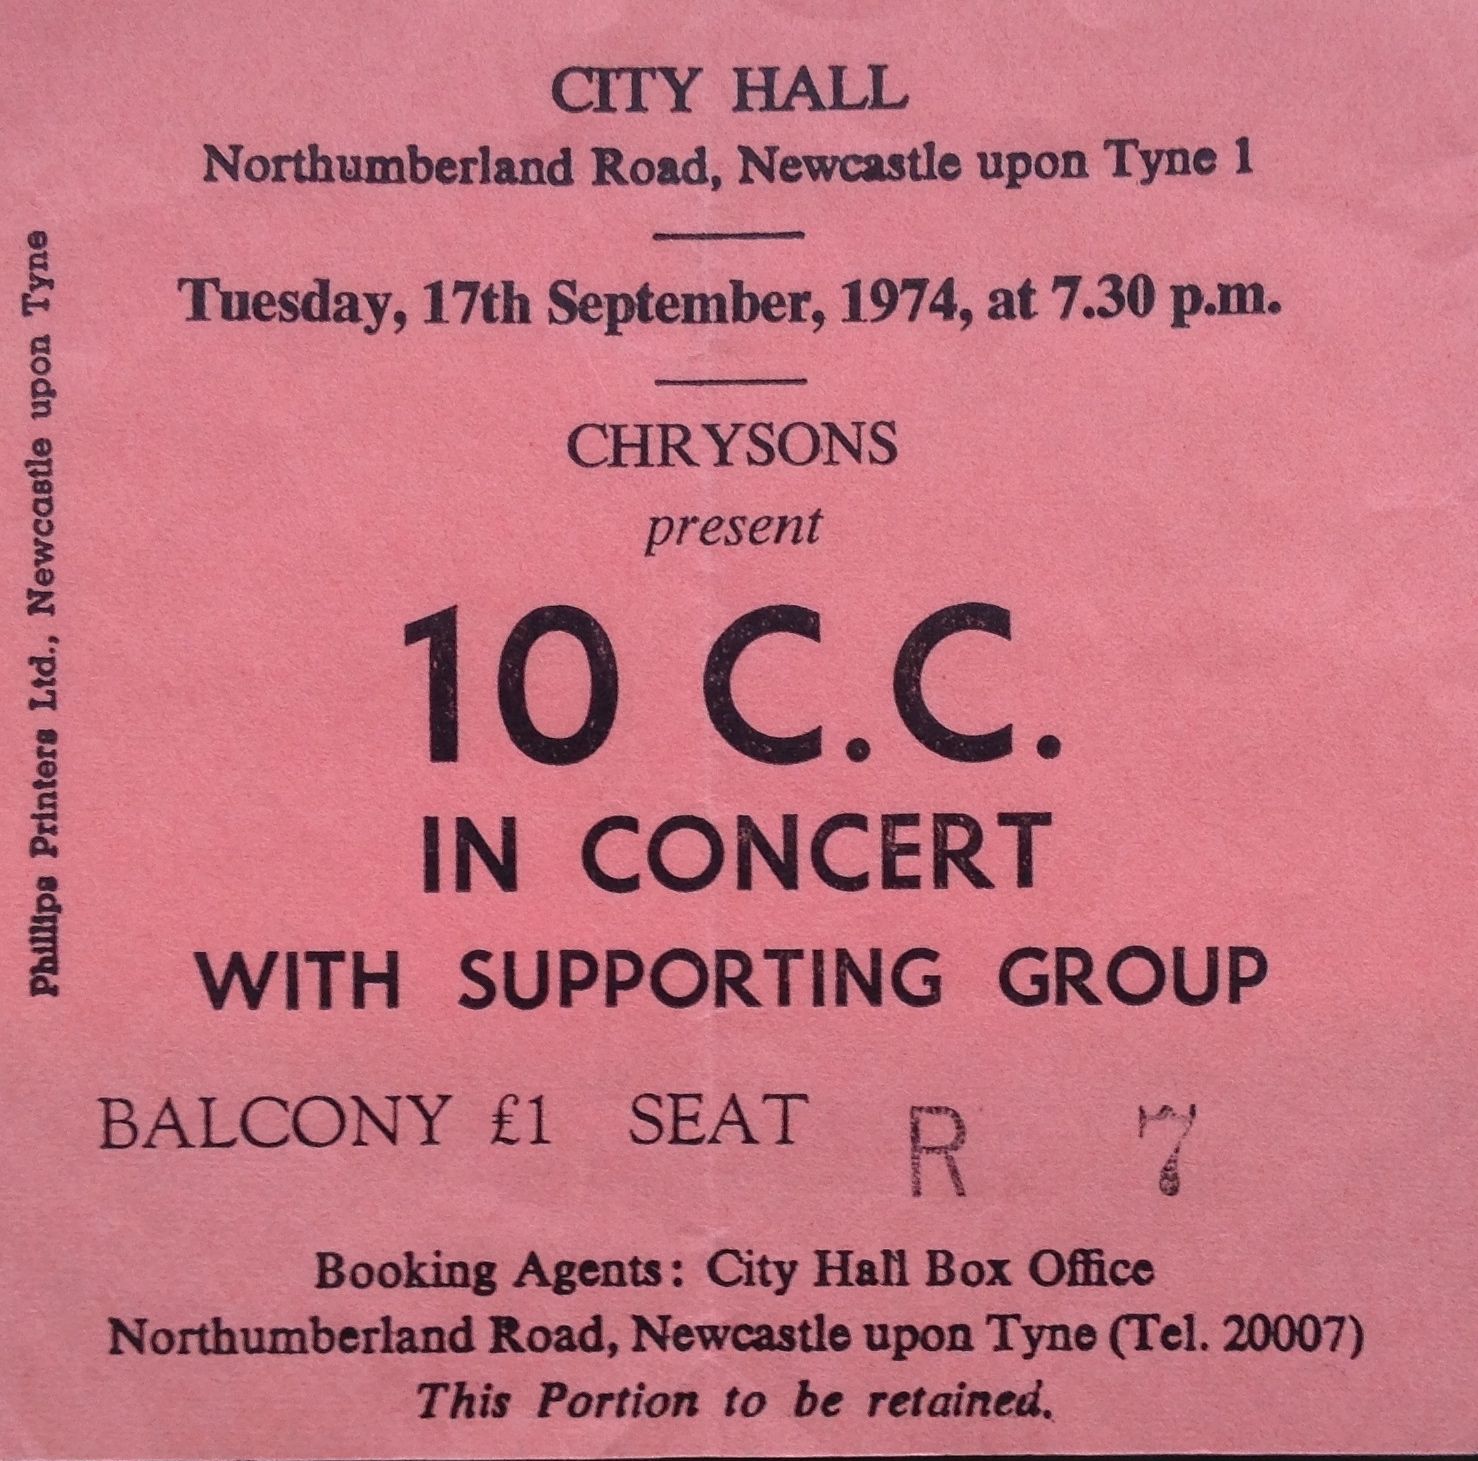 CITY HALL
Northumberland Road, Newcastle upon Tyne 1
Tuesday, 17th September, 1974, at 7.30 p.m.
CHRYSONS
present
10 C.C.
IN CONCERT
WITH SUPPORTING GROUP
BALCONY £1 SEAT R 7
Booking Agents: City Hall Box Office
Northumberland Road, Newcastle upon Tyne (Tel. 20007)
This Portion to be retained.
Phillips Printers Ltd., Newcastle upon Tyne